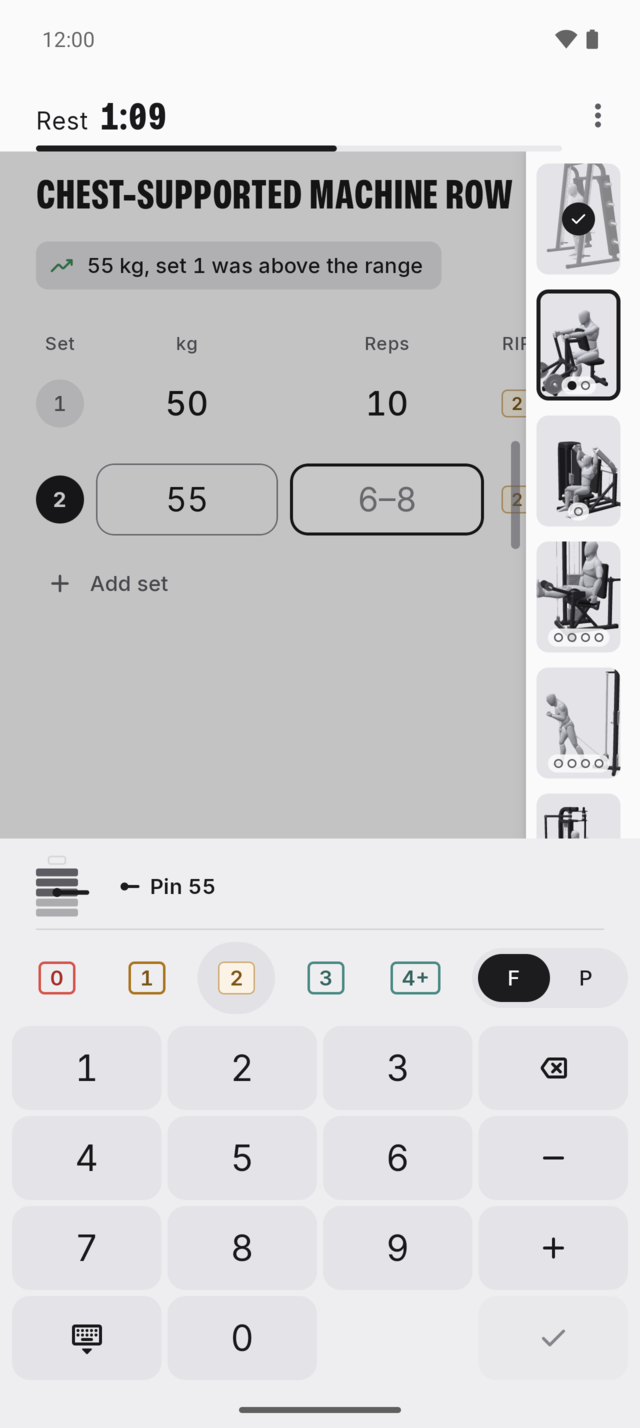 12:00
Rest 1:09
CHEST-SUPPORTED MACHINE ROW
55 kg, set 1 was above the range
Set kg Reps
1 50 10 2
2 55 6–8 2
+ Add set
Pin 55
0 1 2 3 4+ F P
1 2 3
4 5 6 −
7 8 9 +
0